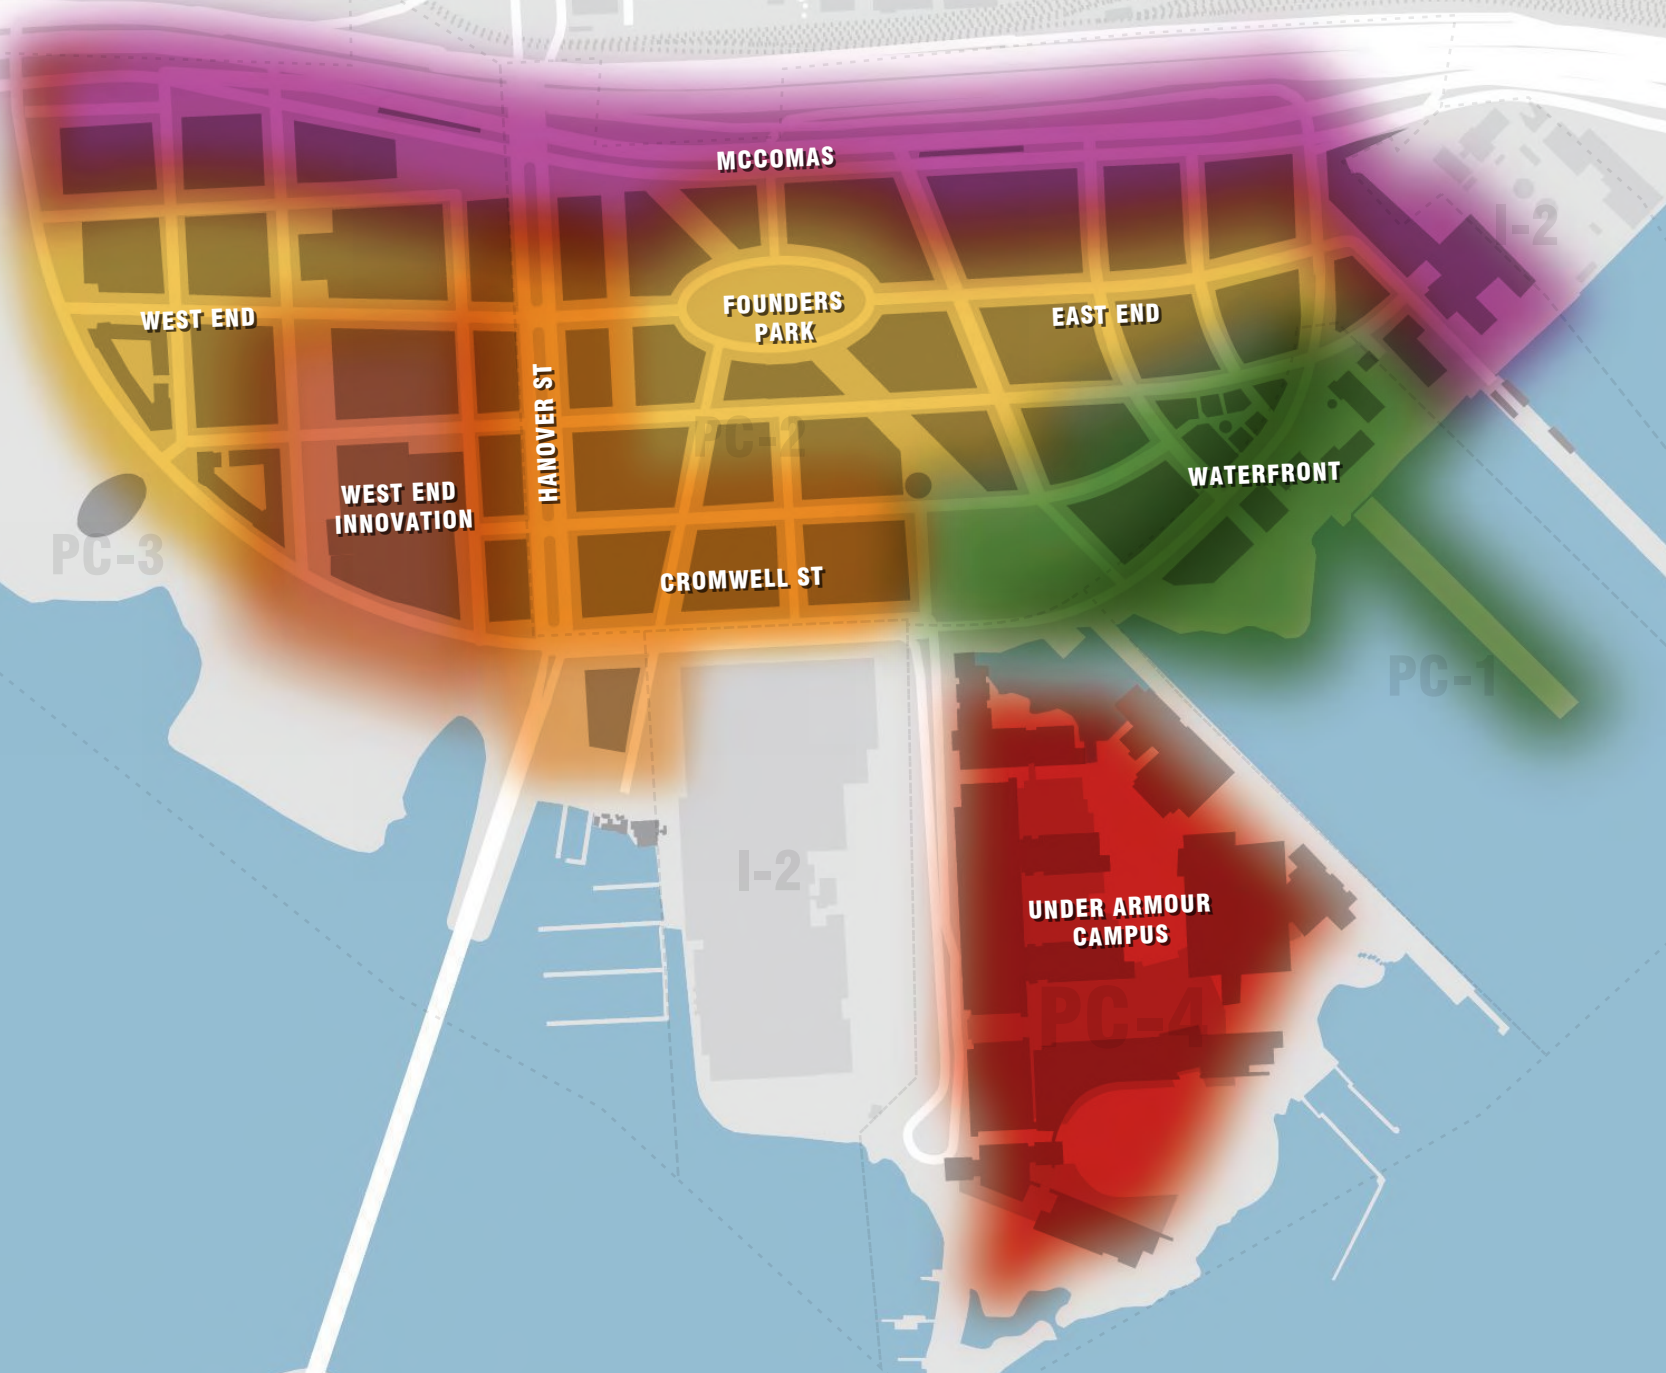 MCCOMAS
I-2
WEST END
FOUNDERS
PARK
EAST END
HANOVER ST
PC-2
WATERFRONT
WEST END
INNOVATION
PC-3
CROMWELL ST
PC-1
I-2
UNDER ARMOUR
CAMPUS
PC-4